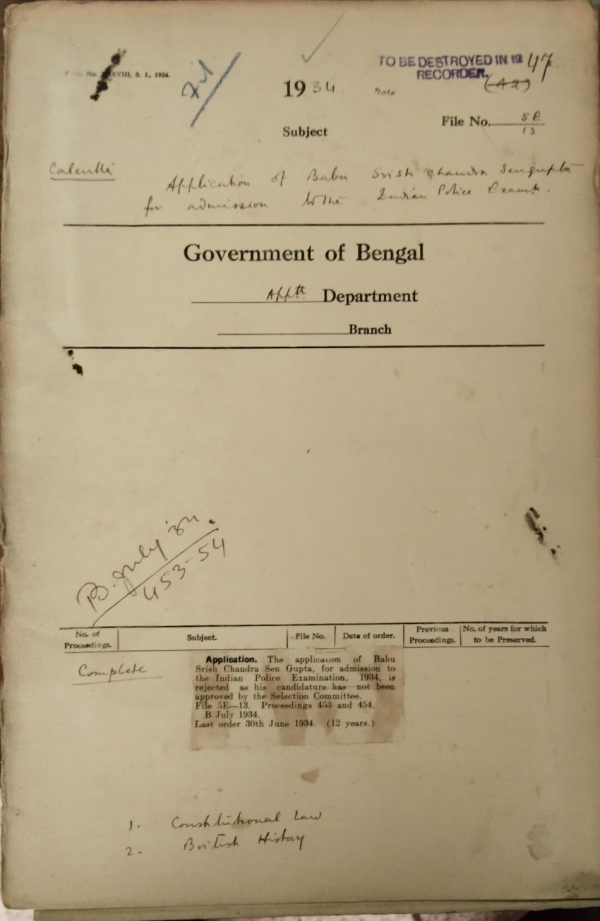 No. XVIII, S. 1., 1934.
TO BE DESTROYED IN 1947
RECORDER.
(A2)
1934
File No. 5E
13
Subject
Calcutta
Application of Babu Srish Chandra Sengupta
for admission to the Indian Police Examn.
Government of Bengal
Apptt. Department
Branch
B. July '34.
453-54
No. of Proceedings. Subject. File No. Date of order. Previous Proceedings. No. of years for which to be Preserved.
Complete
Application. The application of Babu
Srish Chandra Sen Gupta, for admission to
the Indian Police Examination, 1934, is
rejected as his candidature has not been
approved by the Selection Committee.
File 5E—13. Proceedings 453 and 454.
B July 1934.
Last order 30th June 1934. (12 years.)
1. Constitutional Law
2. British History